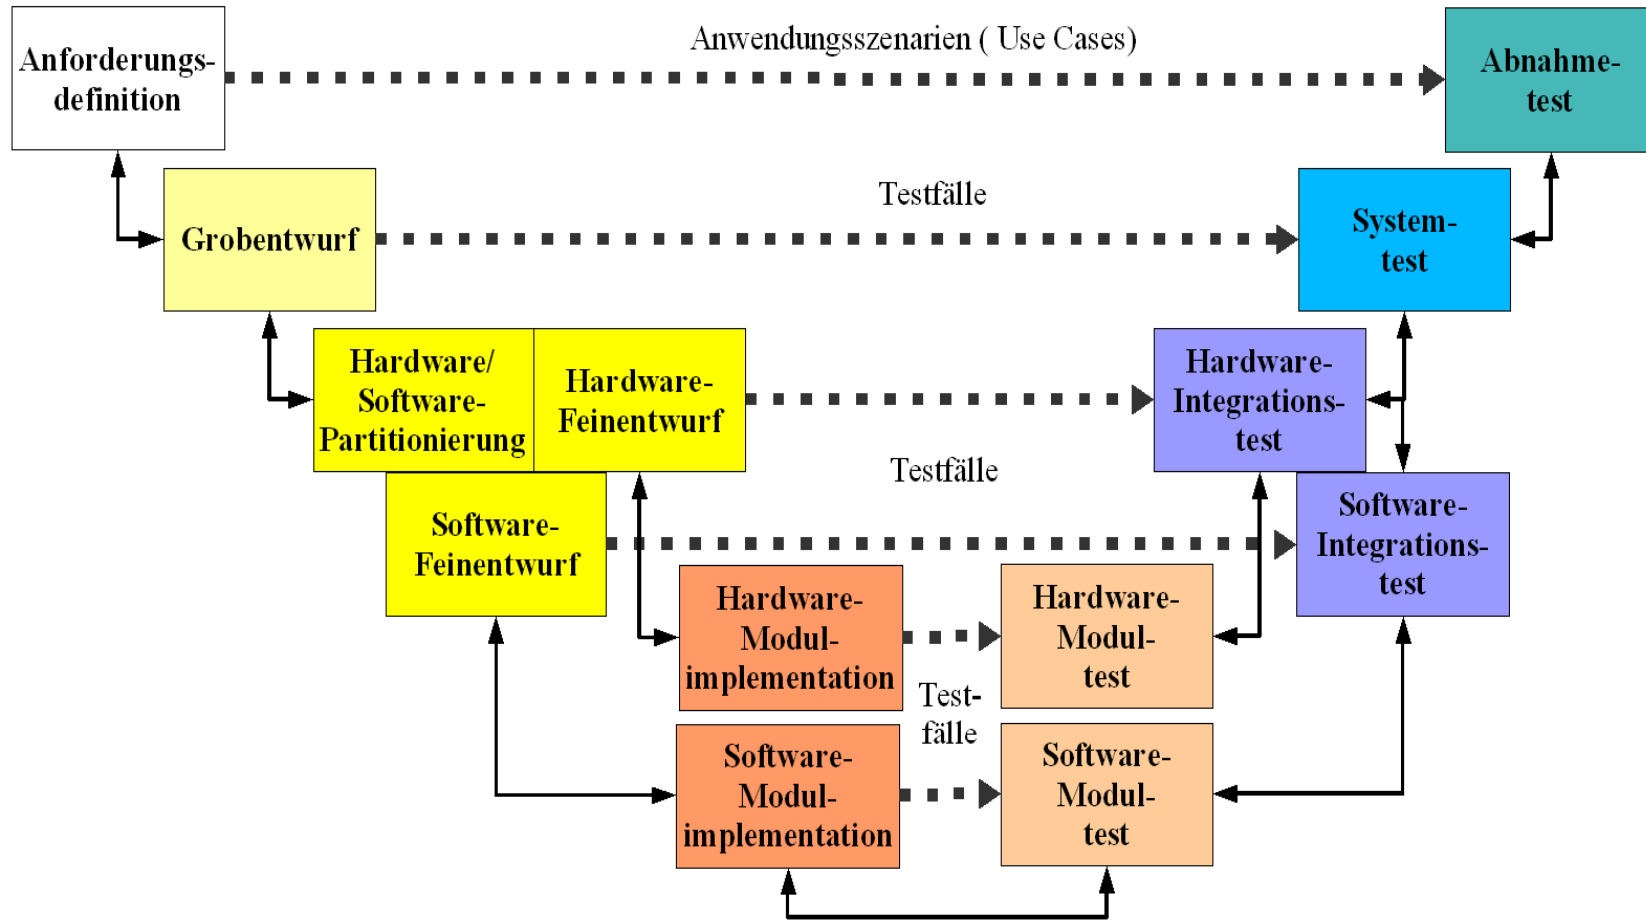 Anforderungs-
definition
Anwendungsszenarien ( Use Cases)
Abnahme-
test
Grobentwurf
Testfälle
System-
test
Hardware/
Software-
Partitionierung
Hardware-
Feinentwurf
Hardware-
Integrations-
test
Testfälle
Software-
Feinentwurf
Software-
Integrations-
test
Hardware-
Modul-
implementation
Hardware-
Modul-
test
Test-
fälle
Software-
Modul-
implementation
Software-
Modul-
test